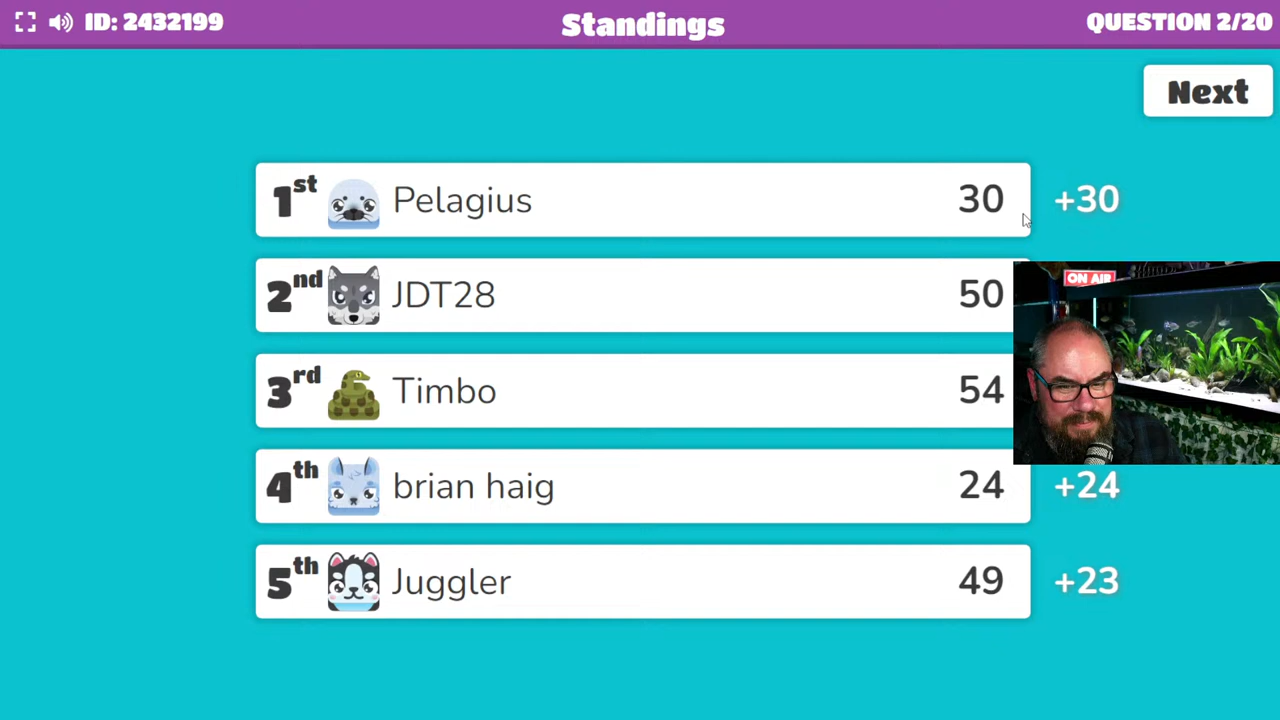 ID: 2432199
Standings
QUESTION 2/20
Next
1st Pelagius 30 +30
2nd JDT28 50
3rd Timbo 54
ON AIR
4th brian haig 24 +24
5th Juggler 49 +23